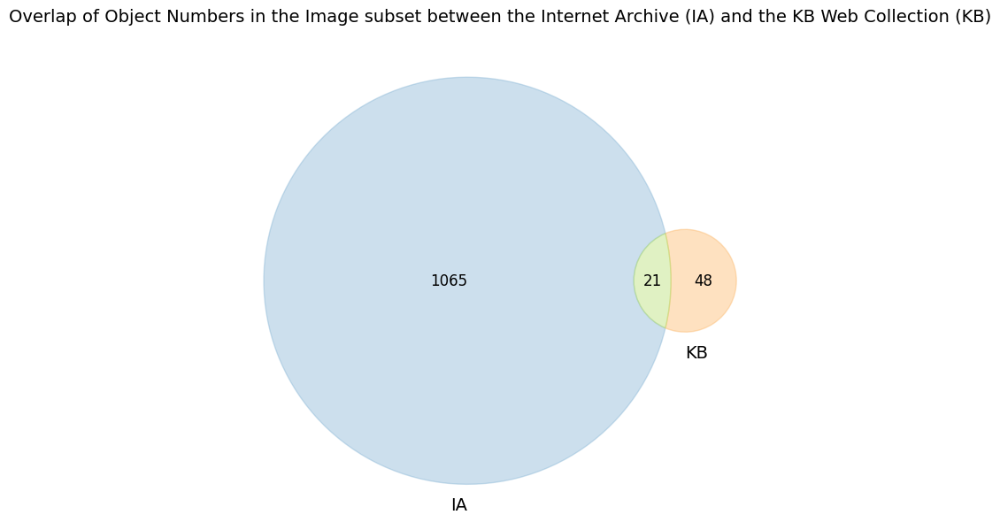 Overlap of Object Numbers in the Image subset between the Internet Archive (IA) and the KB Web Collection (KB)
1065
21
48
KB
IA